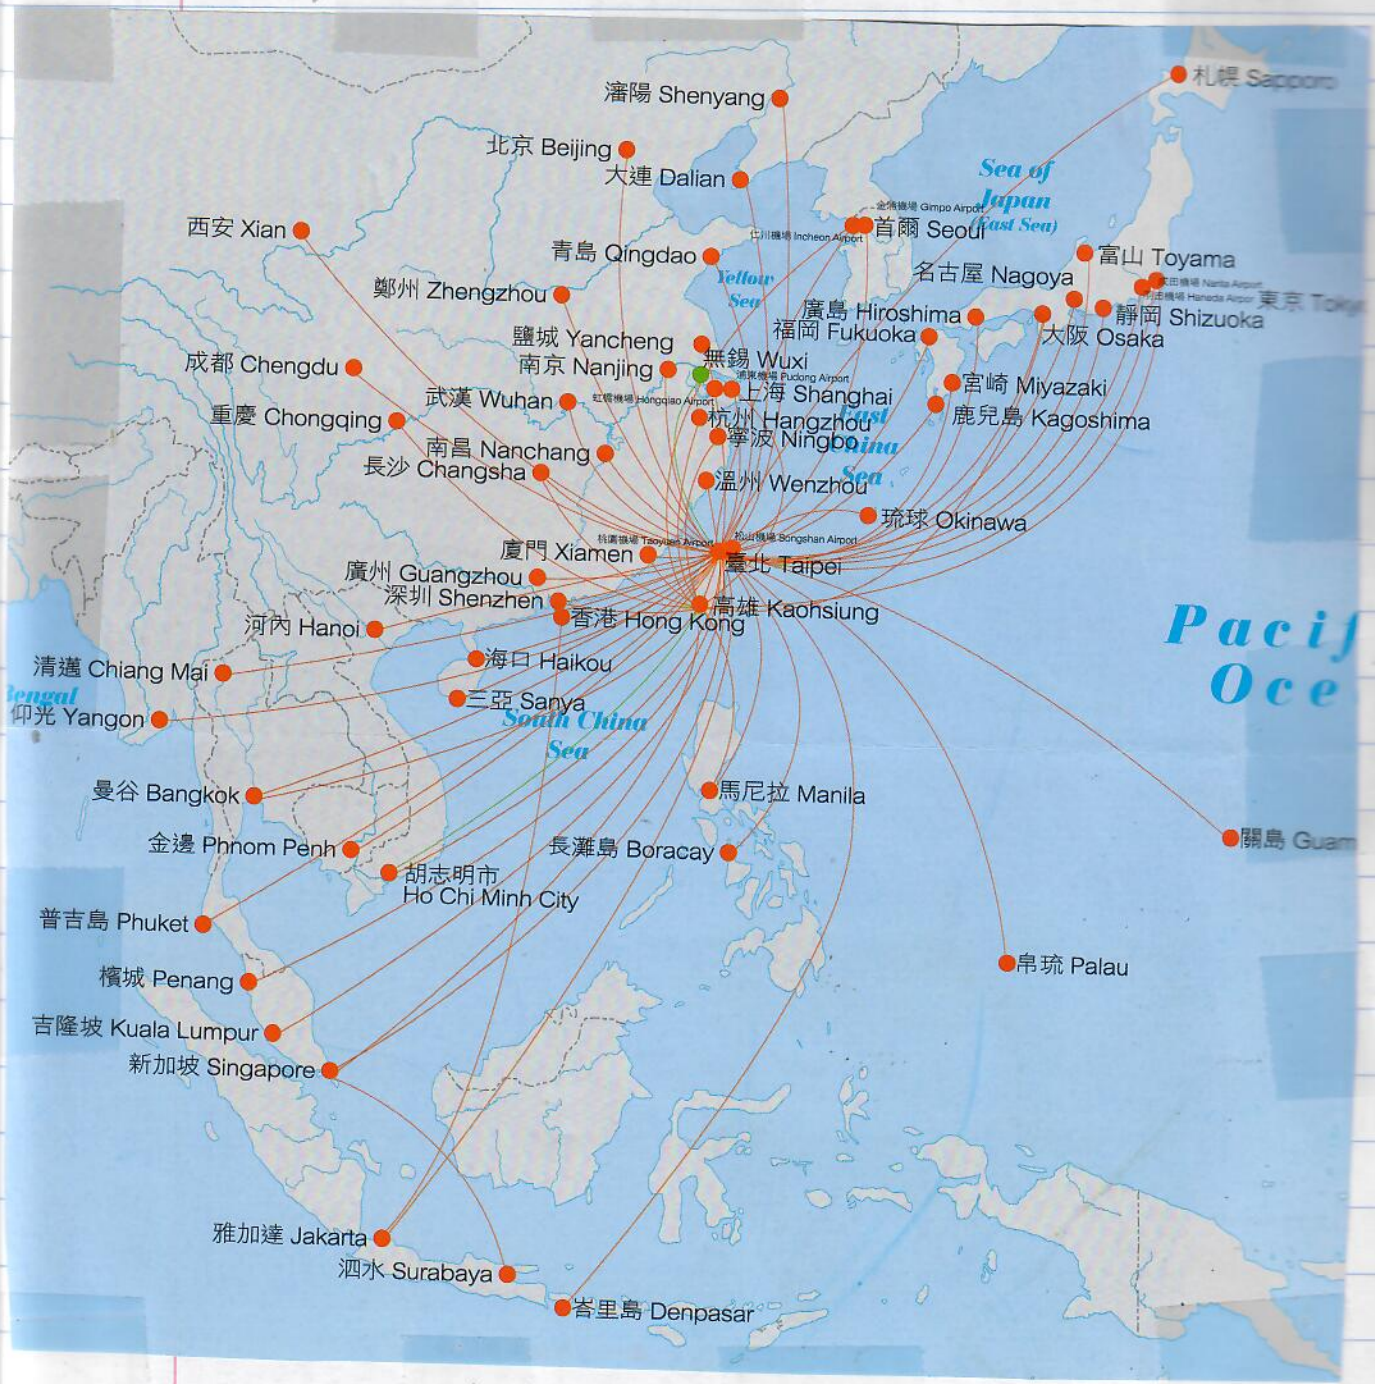 札幌 Sapporo
瀋陽 Shenyang
北京 Beijing
大連 Dalian
Sea of
Japan
(East Sea)
金浦機場 Gimpo Airport
西安 Xian
首爾 Seoul
仁川機場 Incheon Airport
青島 Qingdao
富山 Toyama
名古屋 Nagoya
Yellow
Sea
成田機場 Narita Airport
鄭州 Zhengzhou
羽田機場 Haneda Airpor
東京 Toky
廣島 Hiroshima
靜岡 Shizuoka
福岡 Fukuoka
大阪 Osaka
鹽城 Yancheng
無錫 Wuxi
成都 Chengdu
南京 Nanjing
浦東機場 Pudong Airport
宮崎 Miyazaki
上海 Shanghai
武漢 Wuhan
虹橋機場 Hongqiao Airport
重慶 Chongqing
杭州 Hangzhou
East
China
Sea
鹿兒島 Kagoshima
寧波 Ningbo
南昌 Nanchang
長沙 Changsha
溫州 Wenzhou
琉球 Okinawa
桃園機場 Taoyuan Airport
松山機場 Songshan Airport
廈門 Xiamen
臺北 Taipei
廣州 Guangzhou
深圳 Shenzhen
高雄 Kaohsiung
香港 Hong Kong
河內 Hanoi
Pacif
Oce
清邁 Chiang Mai
海口 Haikou
Bengal
三亞 Sanya
仰光 Yangon
South China
Sea
曼谷 Bangkok
馬尼拉 Manila
金邊 Phnom Penh
長灘島 Boracay
關島 Guam
胡志明市
Ho Chi Minh City
普吉島 Phuket
帛琉 Palau
檳城 Penang
吉隆坡 Kuala Lumpur
新加坡 Singapore
雅加達 Jakarta
泗水 Surabaya
峇里島 Denpasar